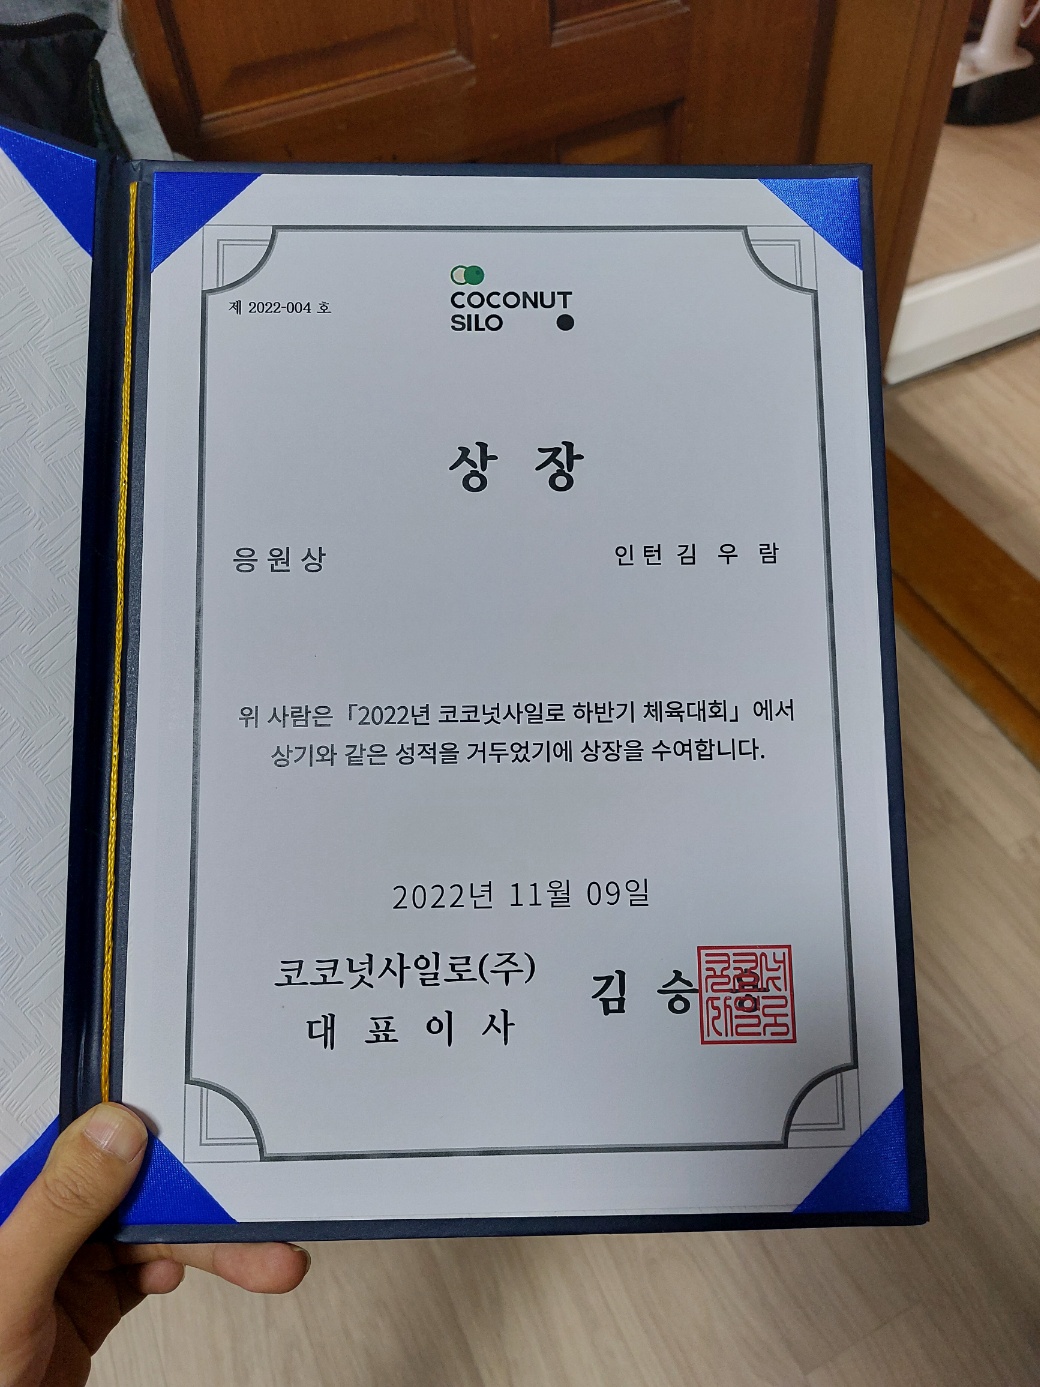 제 2022-004 호
COCONUT
SILO
상 장
응 원 상
인 턴 김 우 람
위 사람은 「2022년 코코넛사일로 하반기 체육대회」에서
상기와 같은 성적을 거두었기에 상장을 수여합니다.
2022년 11월 09일
코코넛사일로(주)
대 표 이 사
김 승 용